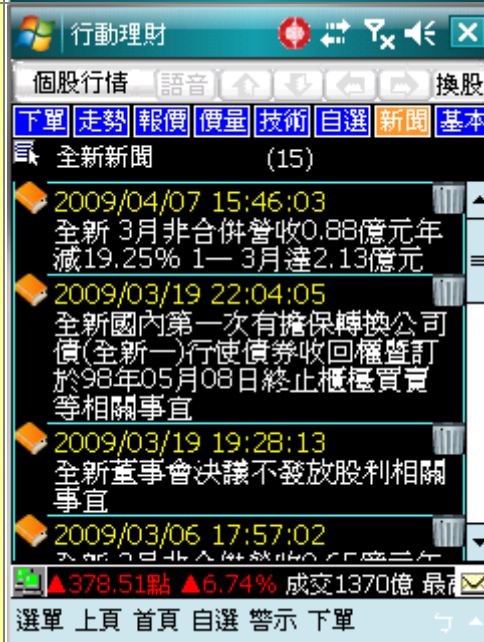 行動理財
個股行情 語音 換股
下單 走勢 報價 價量 技術 自選 新聞 基本
全新新聞 (15)
2009/04/07 15:46:03
全新 3月非合併營收0.88億元年
減19.25% 1— 3月達2.13億元
2009/03/19 22:04:05
全新國內第一次有擔保轉換公司
債(全新一)行使債券收回權暨訂
於98年05月08日終止櫃檯買賣
等相關事宜
2009/03/19 19:28:13
全新董事會決議不發放股利相關
事宜
2009/03/06 17:57:02
▲378.51點 ▲6.74% 成交1370億 最
選單 上頁 首頁 自選 警示 下單